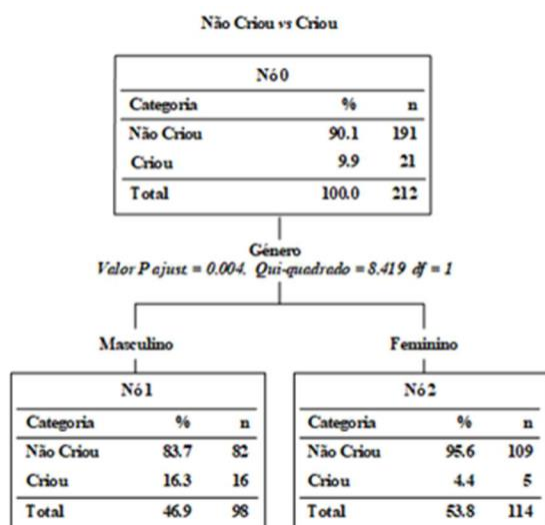 Não Criou vs Criou
Nó 0
Categoria % n
Não Criou 90.1 191
Criou 9.9 21
Total 100.0 212
Género
Valor P ajust = 0.004. Qui-quadrado = 8.419 df = 1
Masculino Feminino
Nó 1 Nó 2
Categoria % n Categoria % n
Não Criou 83.7 82 Não Criou 95.6 109
Criou 16.3 16 Criou 4.4 5
Total 46.9 98 Total 53.8 114